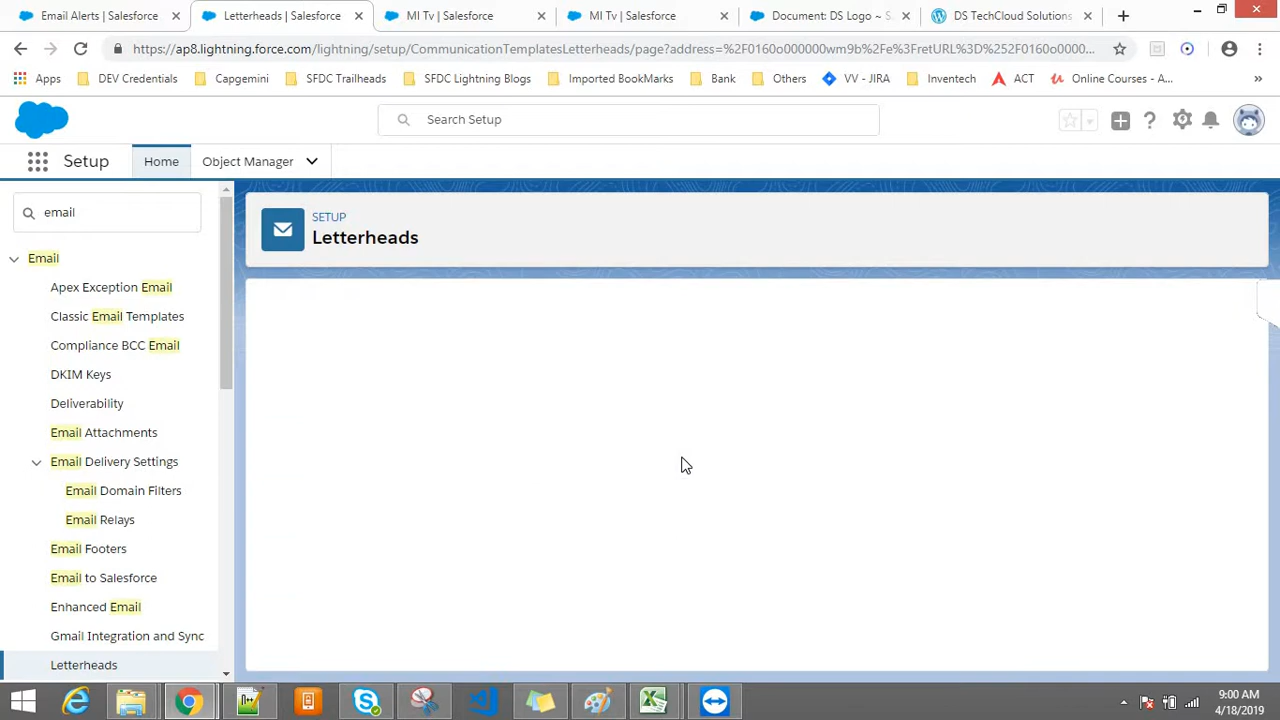 Email Alerts | Salesforce
Letterheads | Salesforce
MI Tv | Salesforce
MI Tv | Salesforce
Document: DS Logo ~ S
DS TechCloud Solutions
https://ap8.lightning.force.com/lightning/setup/CommunicationTemplatesLetterheads/page?address=%2F0160o000000wm9b%2Fe%3FretURL%3D%252F0160o0000...
Apps
DEV Credentials
Capgemini
SFDC Trailheads
SFDC Lightning Blogs
Imported BookMarks
Bank
Others
VV - JIRA
Inventech
ACT
Online Courses - A...
»
Search Setup
Setup
Home
Object Manager
email
SETUP
Letterheads
Email
Apex Exception Email
Classic Email Templates
Compliance BCC Email
DKIM Keys
Deliverability
Email Attachments
Email Delivery Settings
Email Domain Filters
Email Relays
Email Footers
Email to Salesforce
Enhanced Email
Gmail Integration and Sync
Letterheads
9:00 AM
4/18/2019